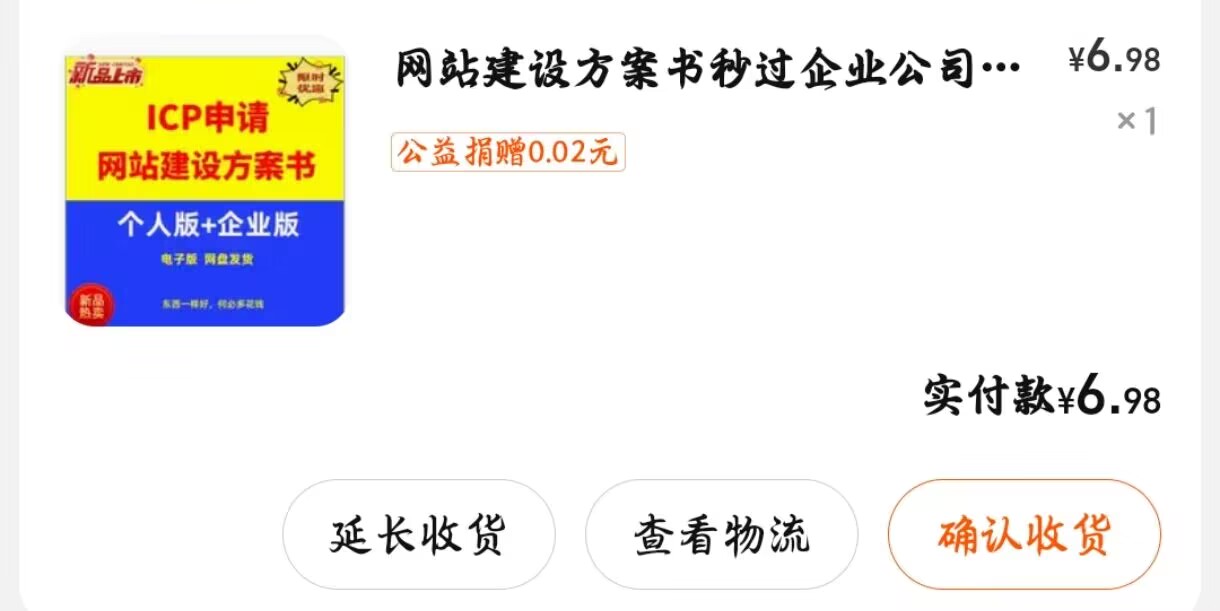 新品上市
限时
优惠
ICP申请
网站建设方案书
个人版+企业版
电子版 网盘发货
新品
热卖
东西一样好，何必多花钱
网站建设方案书秒过企业公司…
¥6.98
×1
公益捐赠0.02元
实付款¥6.98
延长收货
查看物流
确认收货